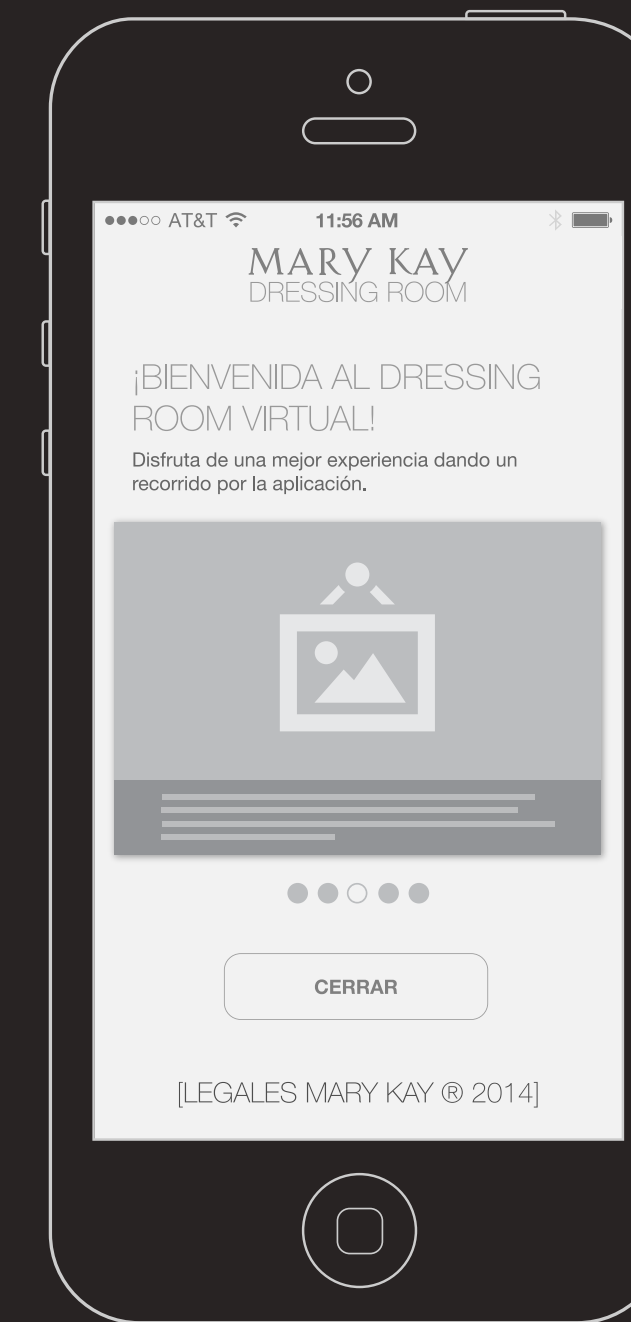 AT&T 11:56 AM
MARY KAY
DRESSING ROOM
¡BIENVENIDA AL DRESSING
ROOM VIRTUAL!
Disfruta de una mejor experiencia dando un
recorrido por la aplicación.
CERRAR
[LEGALES MARY KAY ® 2014]